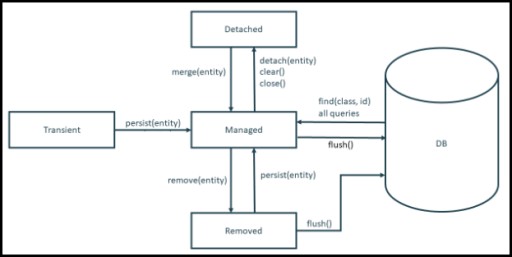 Detached
merge(entity)
detach(entity)
clear()
close()
find(class, id)
all queries
Transient
persist(entity)
Managed
flush()
DB
remove(entity)
persist(entity)
Removed
flush()